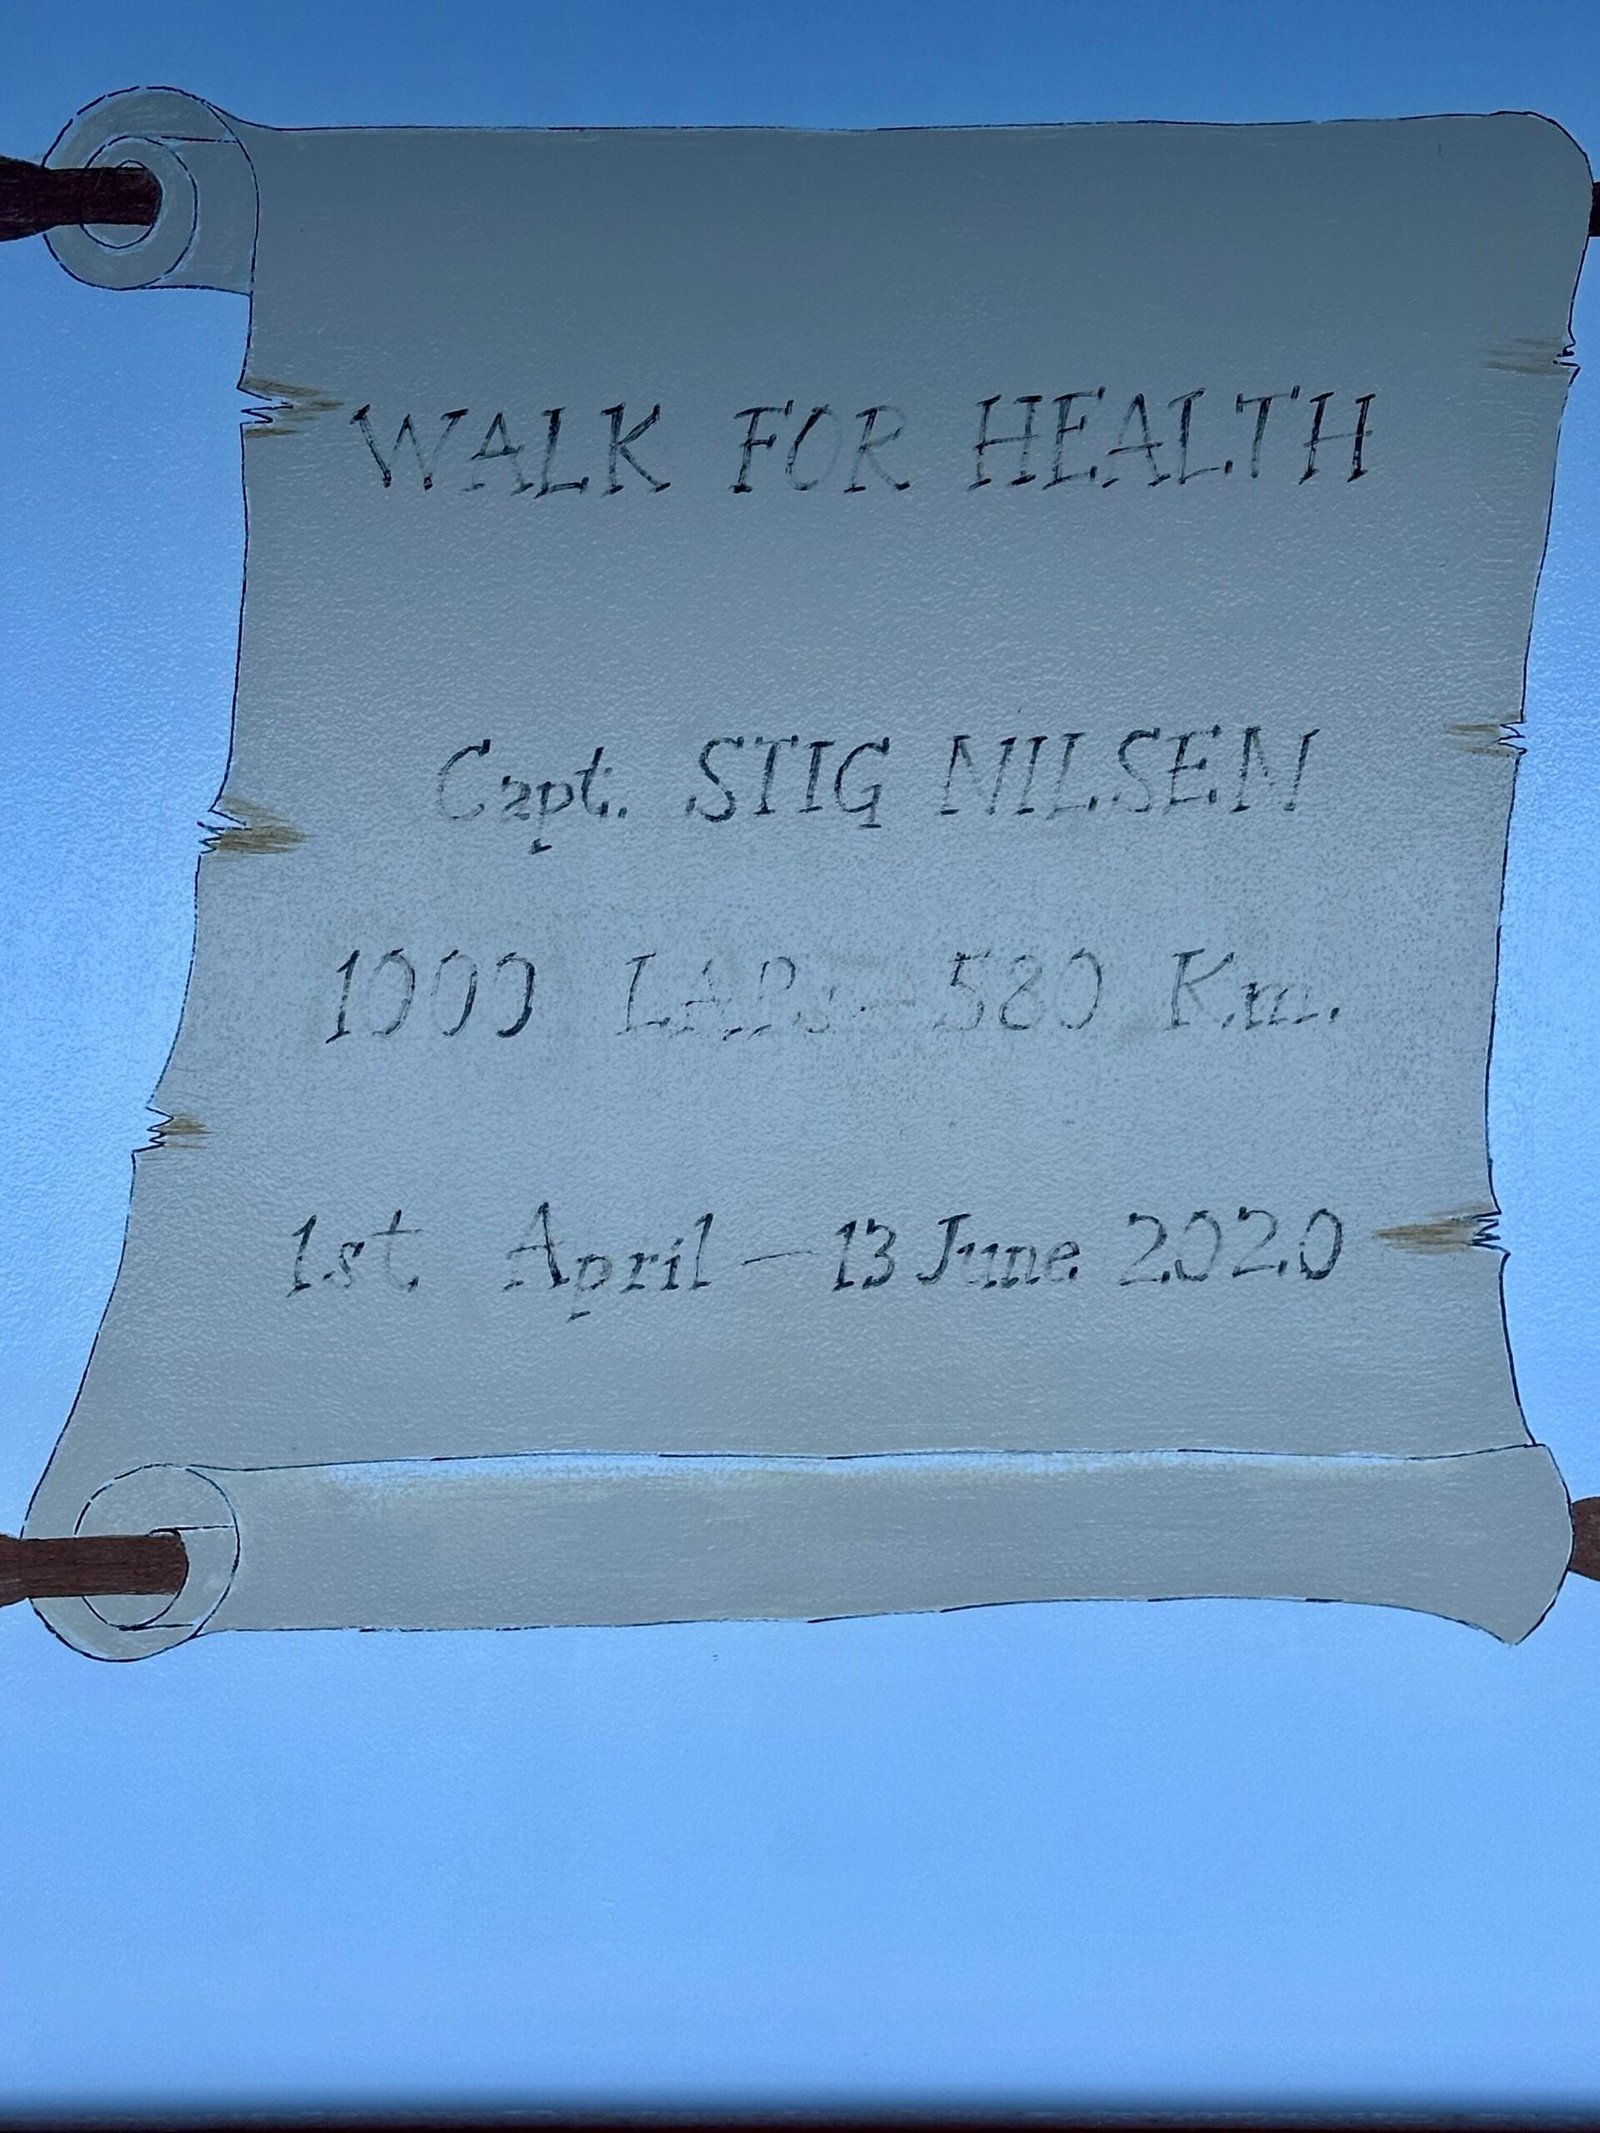 WALK FOR HEALTH
Capt. STIG NILSEN
1000 LAPs - 580 Km.
1st April - 13 June 2020